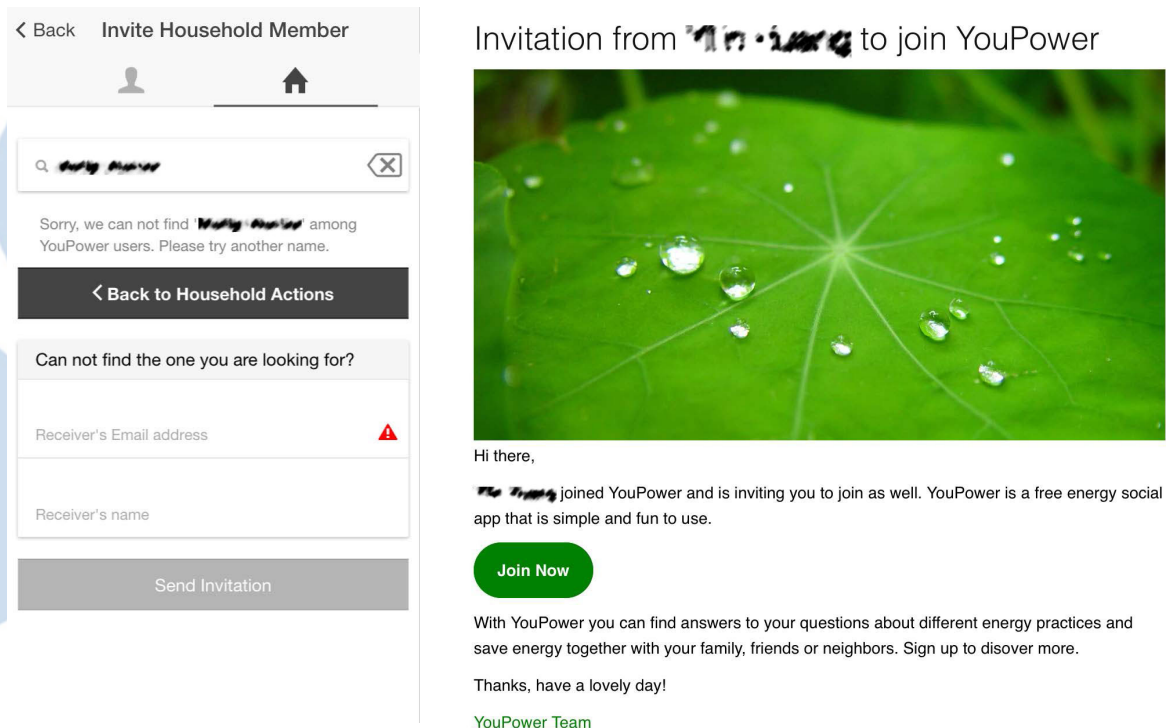 Back Invite Household Member
Sorry, we can not find ' ' among
YouPower users. Please try another name.
Back to Household Actions
Can not find the one you are looking for?
Receiver's Email address
Receiver's name
Send Invitation
Invitation from to join YouPower
Hi there,
joined YouPower and is inviting you to join as well. YouPower is a free energy social
app that is simple and fun to use.
Join Now
With YouPower you can find answers to your questions about different energy practices and
save energy together with your family, friends or neighbors. Sign up to disover more.
Thanks, have a lovely day!
YouPower Team